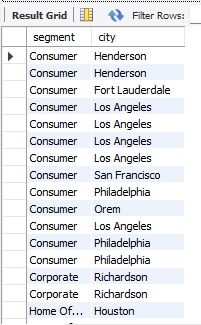 Result Grid Filter Rows:
segment city
Consumer Henderson
Consumer Henderson
Consumer Fort Lauderdale
Consumer Los Angeles
Consumer Los Angeles
Consumer Los Angeles
Consumer Los Angeles
Consumer San Francisco
Consumer Philadelphia
Consumer Orem
Consumer Los Angeles
Consumer Philadelphia
Consumer Philadelphia
Corporate Richardson
Corporate Richardson
Home Of... Houston